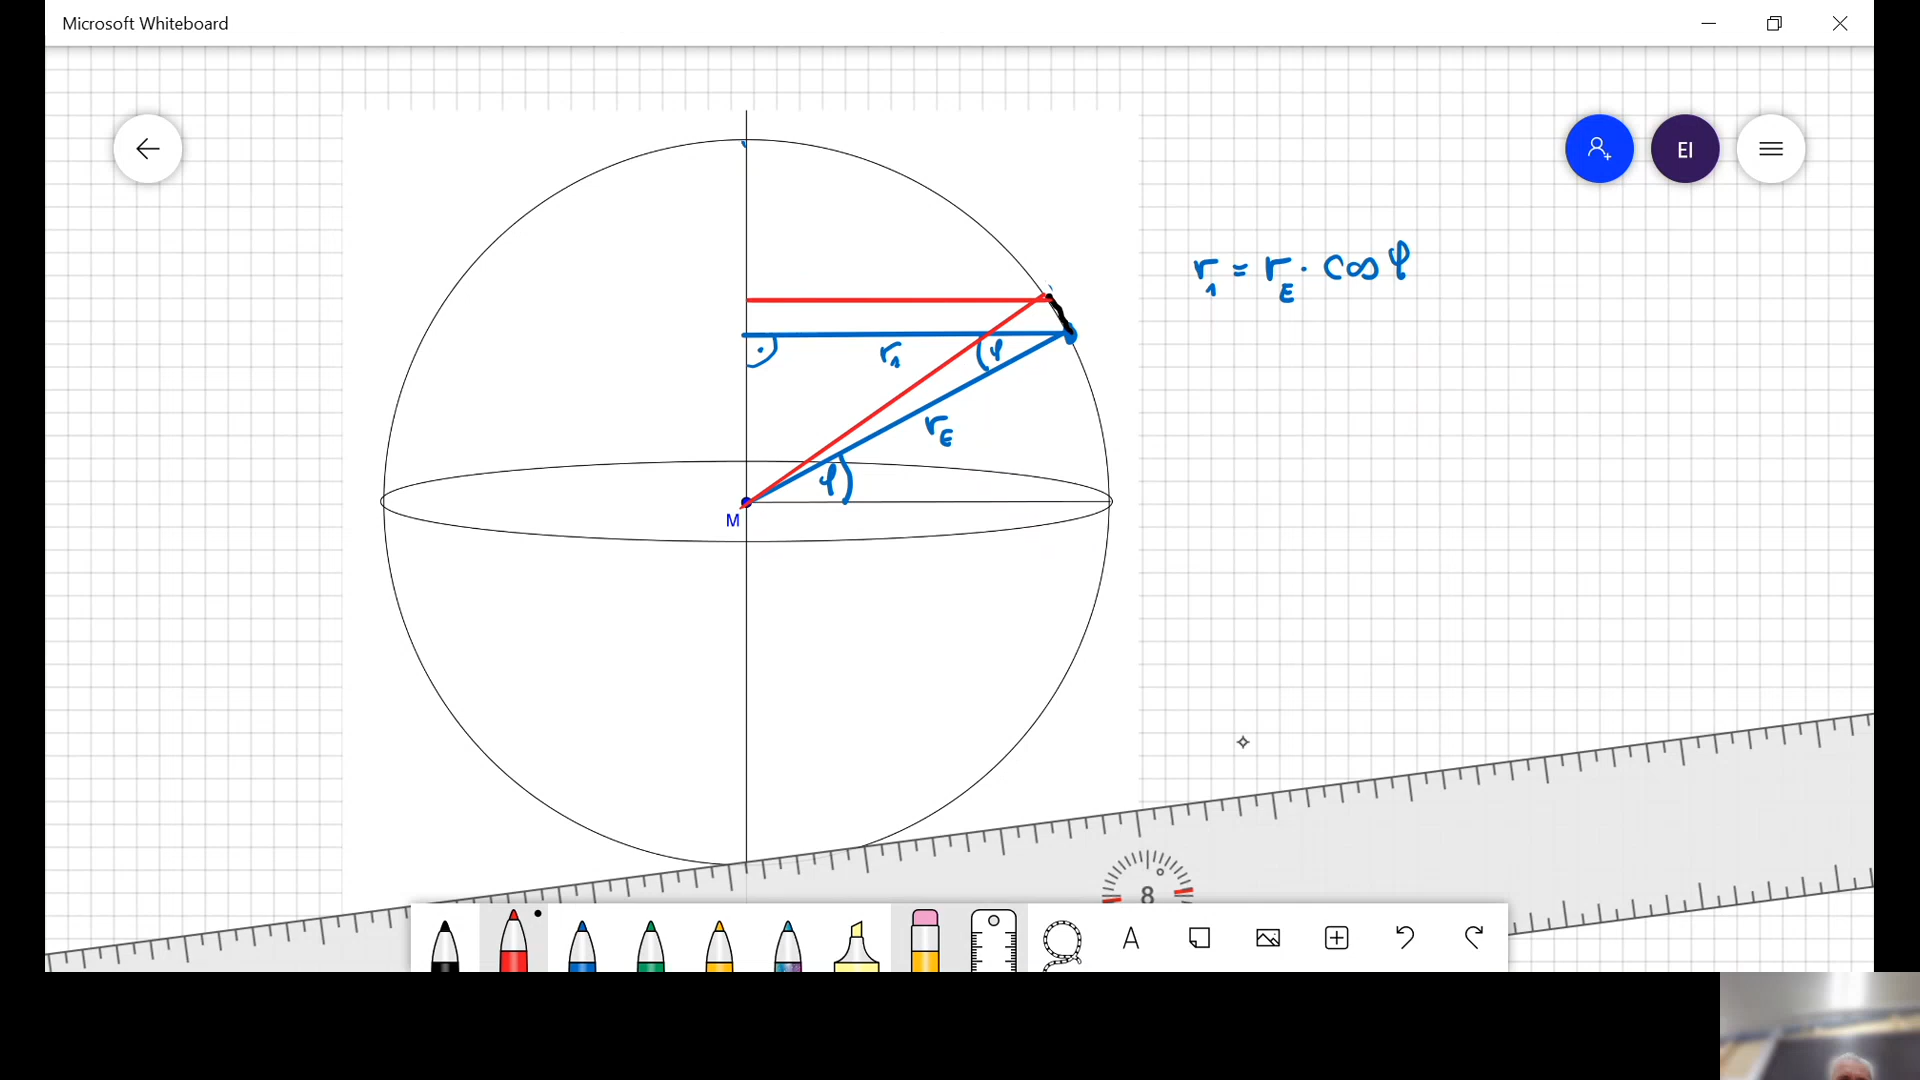 Microsoft Whiteboard
EI
r₁ = r_E · cos φ
r₁
φ
r_E
φ
M
8
A